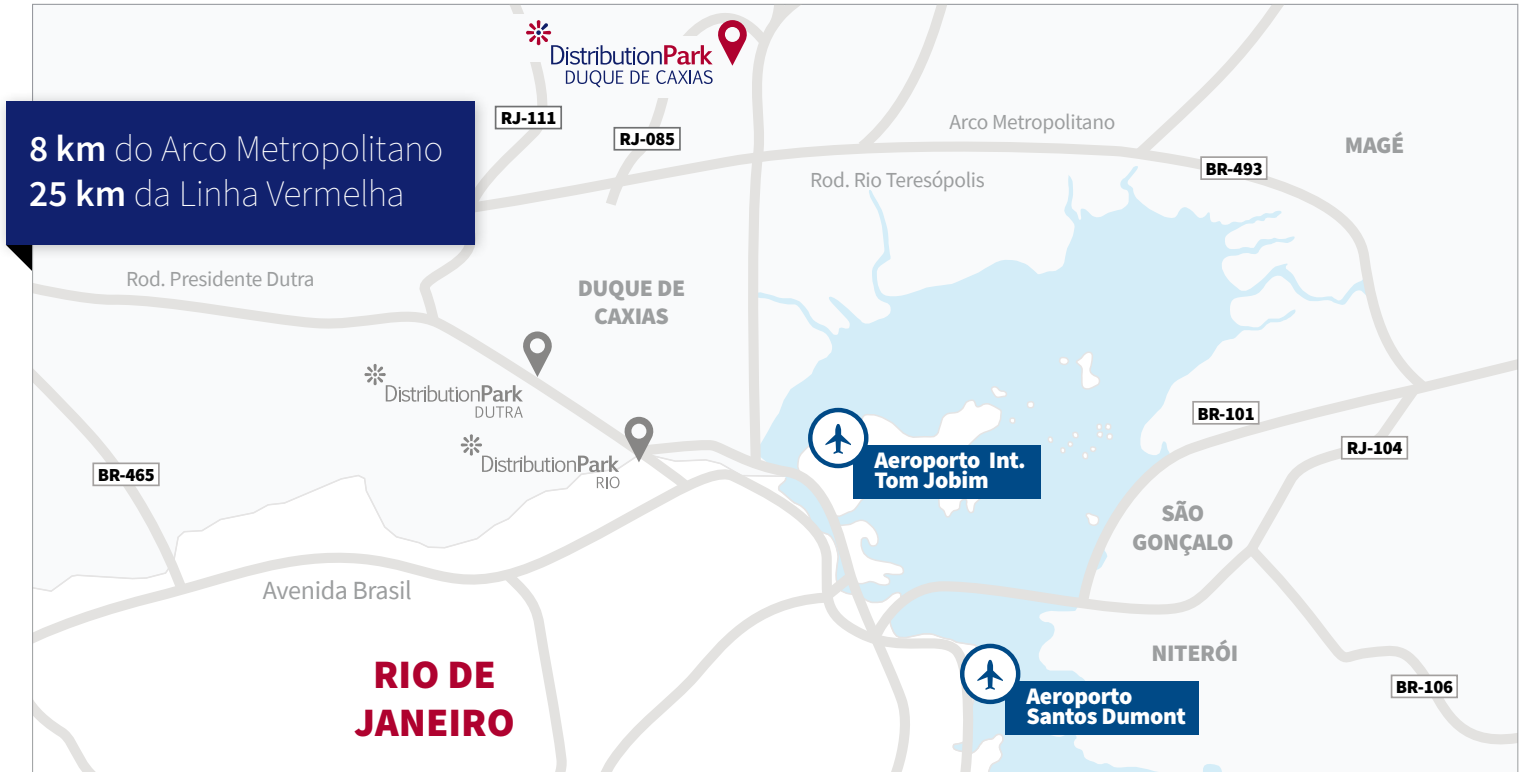 DistributionPark
DUQUE DE CAXIAS
RJ-111
RJ-085
Arco Metropolitano
MAGÉ
8 km do Arco Metropolitano
25 km da Linha Vermelha
BR-493
Rod. Rio Teresópolis
Rod. Presidente Dutra
DUQUE DE
CAXIAS
DistributionPark
DUTRA
BR-101
RJ-104
DistributionPark
RIO
Aeroporto Int.
Tom Jobim
BR-465
SÃO
GONÇALO
Avenida Brasil
NITERÓI
RIO DE
JANEIRO
BR-106
Aeroporto
Santos Dumont